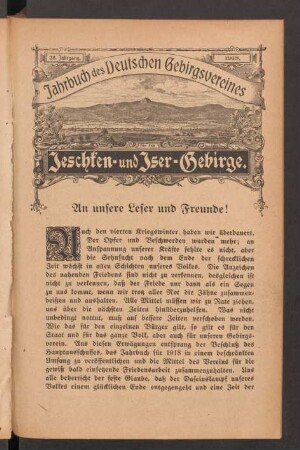 28. Jahrgang. 1918.
Jahrbuch des Deutschen Gebirgsvereines
für das
Jeschken- und Iser-Gebirge.
An unsere Leser und Freunde!
Auch den vierten Kriegswinter haben wir überdauert.
Der Opfer und Beschwerden wurden mehr; an
Anspannung unserer Kräfte fehlte es nicht, aber
die Sehnsucht nach dem Ende der schrecklichen
Zeit wächst in allen Schichten unseres Volkes. Die Anzeichen
des nahenden Friedens sind nicht zu verkennen, desgleichen ist
nicht zu verkennen, daß der Friede nur dann als ein Segen
zu uns kommt, wenn wir trotz aller Not die Zähne zusammen-
beißen und aushalten. Alle Mittel müssen wir zu Rate ziehen,
uns über die nächsten Zeiten hinüberzuhelfen. Was nicht
unbedingt nottut, muß auf bessere Zeiten verschoben werden.
Wie das für den einzelnen Bürger gilt, so gilt es für den
Staat und für das ganze Volk, aber auch für unseren Gebirgs-
verein. Aus diesen Erwägungen entsprang der Beschluß des
Hauptausschusses, das Jahrbuch für 1918 in einem beschränkten
Umfang zu veröffentlichen und die Mittel des Vereins für die
gewiß bald einsetzende Friedensarbeit zusammenzuhalten. Uns
alle beherrscht der feste Glaube, daß der Daseinskampf unseres
Volkes einem glücklichen Ende entgegengeht und eine Zeit der